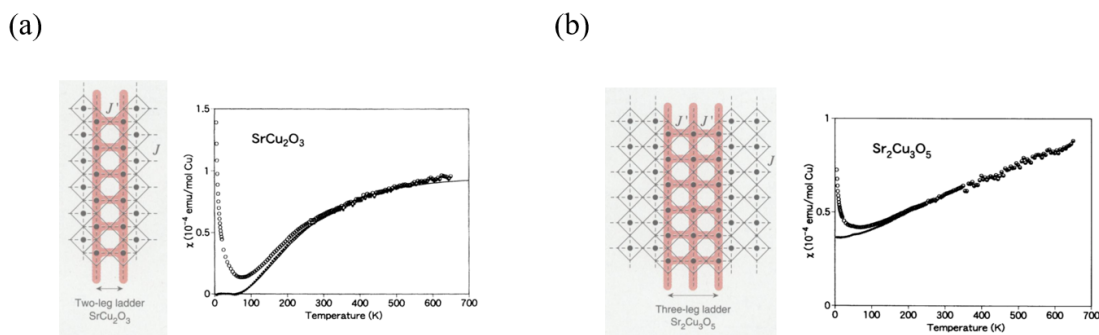 (a)
(b)
J'
J
Two-leg ladder
SrCu₂O₃
1.5
1
0.5
0
χ (10⁻⁴ emu/mol Cu)
SrCu₂O₃
0 100 200 300 400 500 600 700
Temperature (K)
J' J'
J
Three-leg ladder
Sr₂Cu₃O₅
1
0.5
0
χ (10⁻⁴ emu/mol Cu)
Sr₂Cu₃O₅
0 100 200 300 400 500 600 700
Temperature (K)